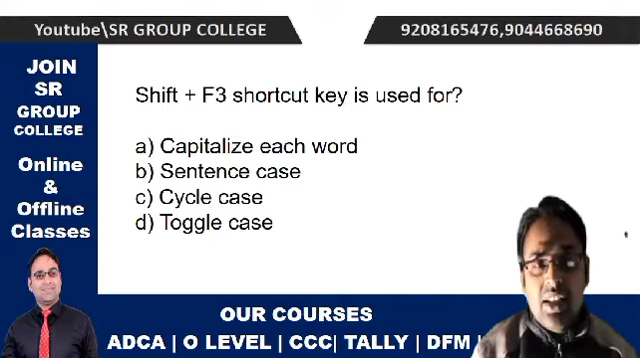 Youtube\SR GROUP COLLEGE
9208165476,9044668690
JOIN
SR
GROUP
COLLEGE
Online
&
Offline
Classes
Shift + F3 shortcut key is used for?
a) Capitalize each word
b) Sentence case
c) Cycle case
d) Toggle case
OUR COURSES
ADCA | O LEVEL | CCC| TALLY | DFM |